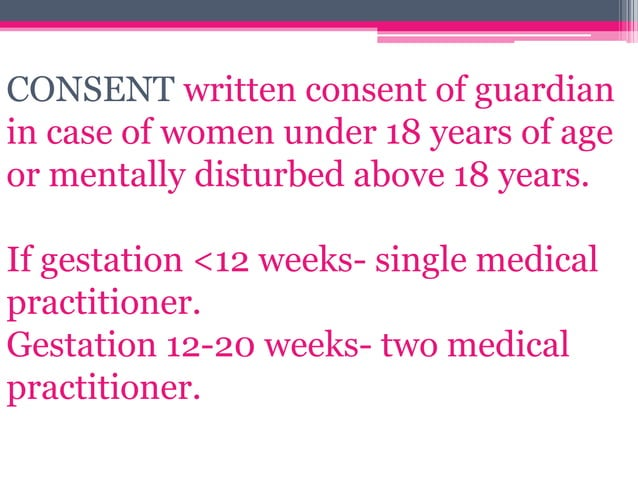 CONSENT written consent of guardian
in case of women under 18 years of age
or mentally disturbed above 18 years.
If gestation <12 weeks- single medical
practitioner.
Gestation 12-20 weeks- two medical
practitioner.